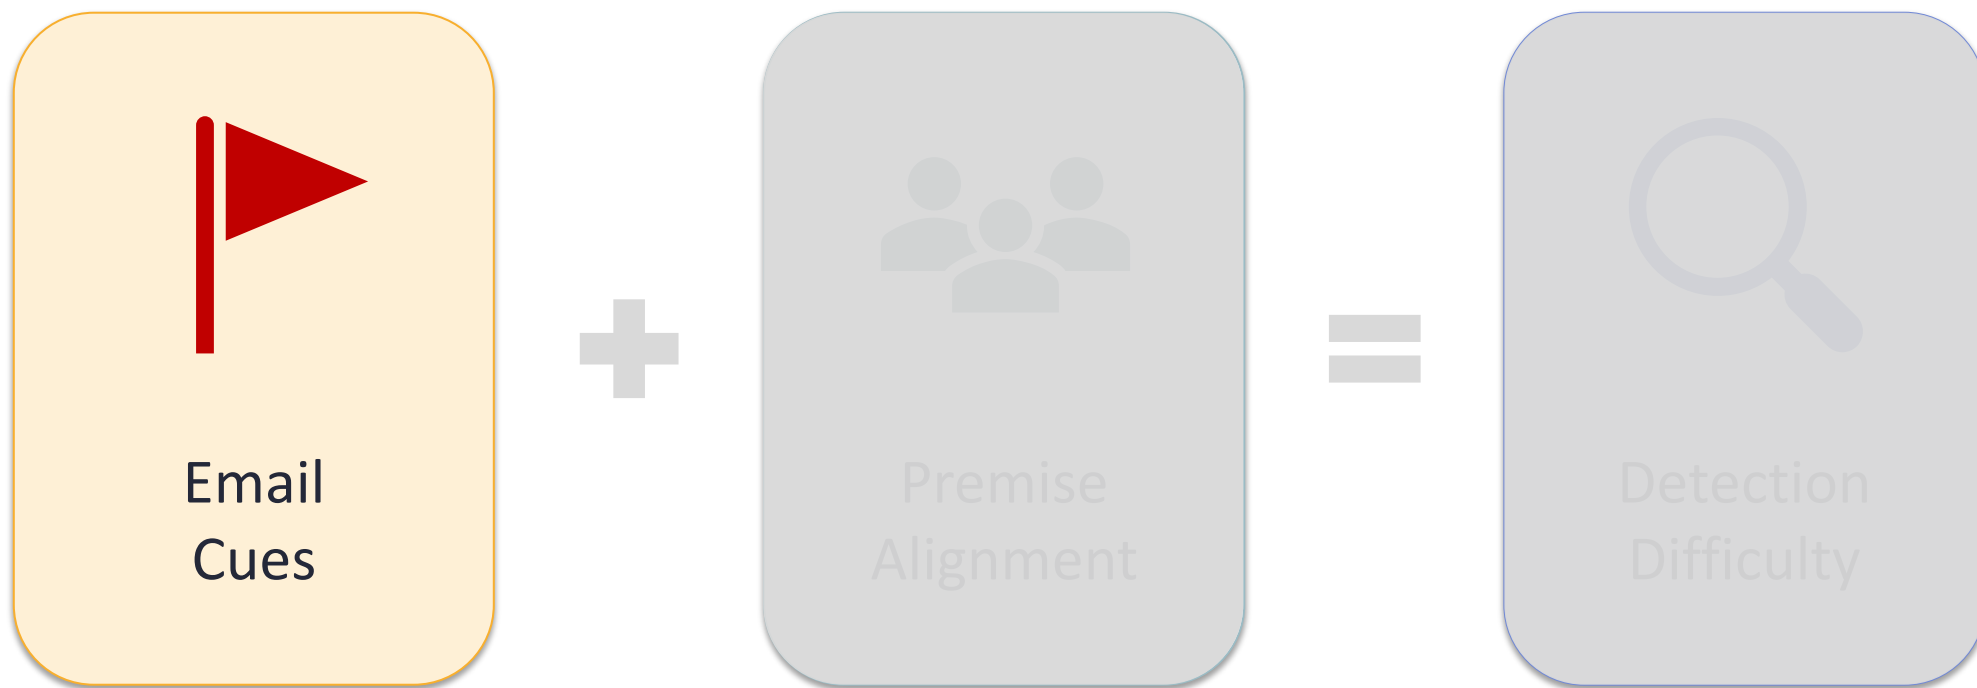 Email
Cues
Premise
Alignment
Detection
Difficulty